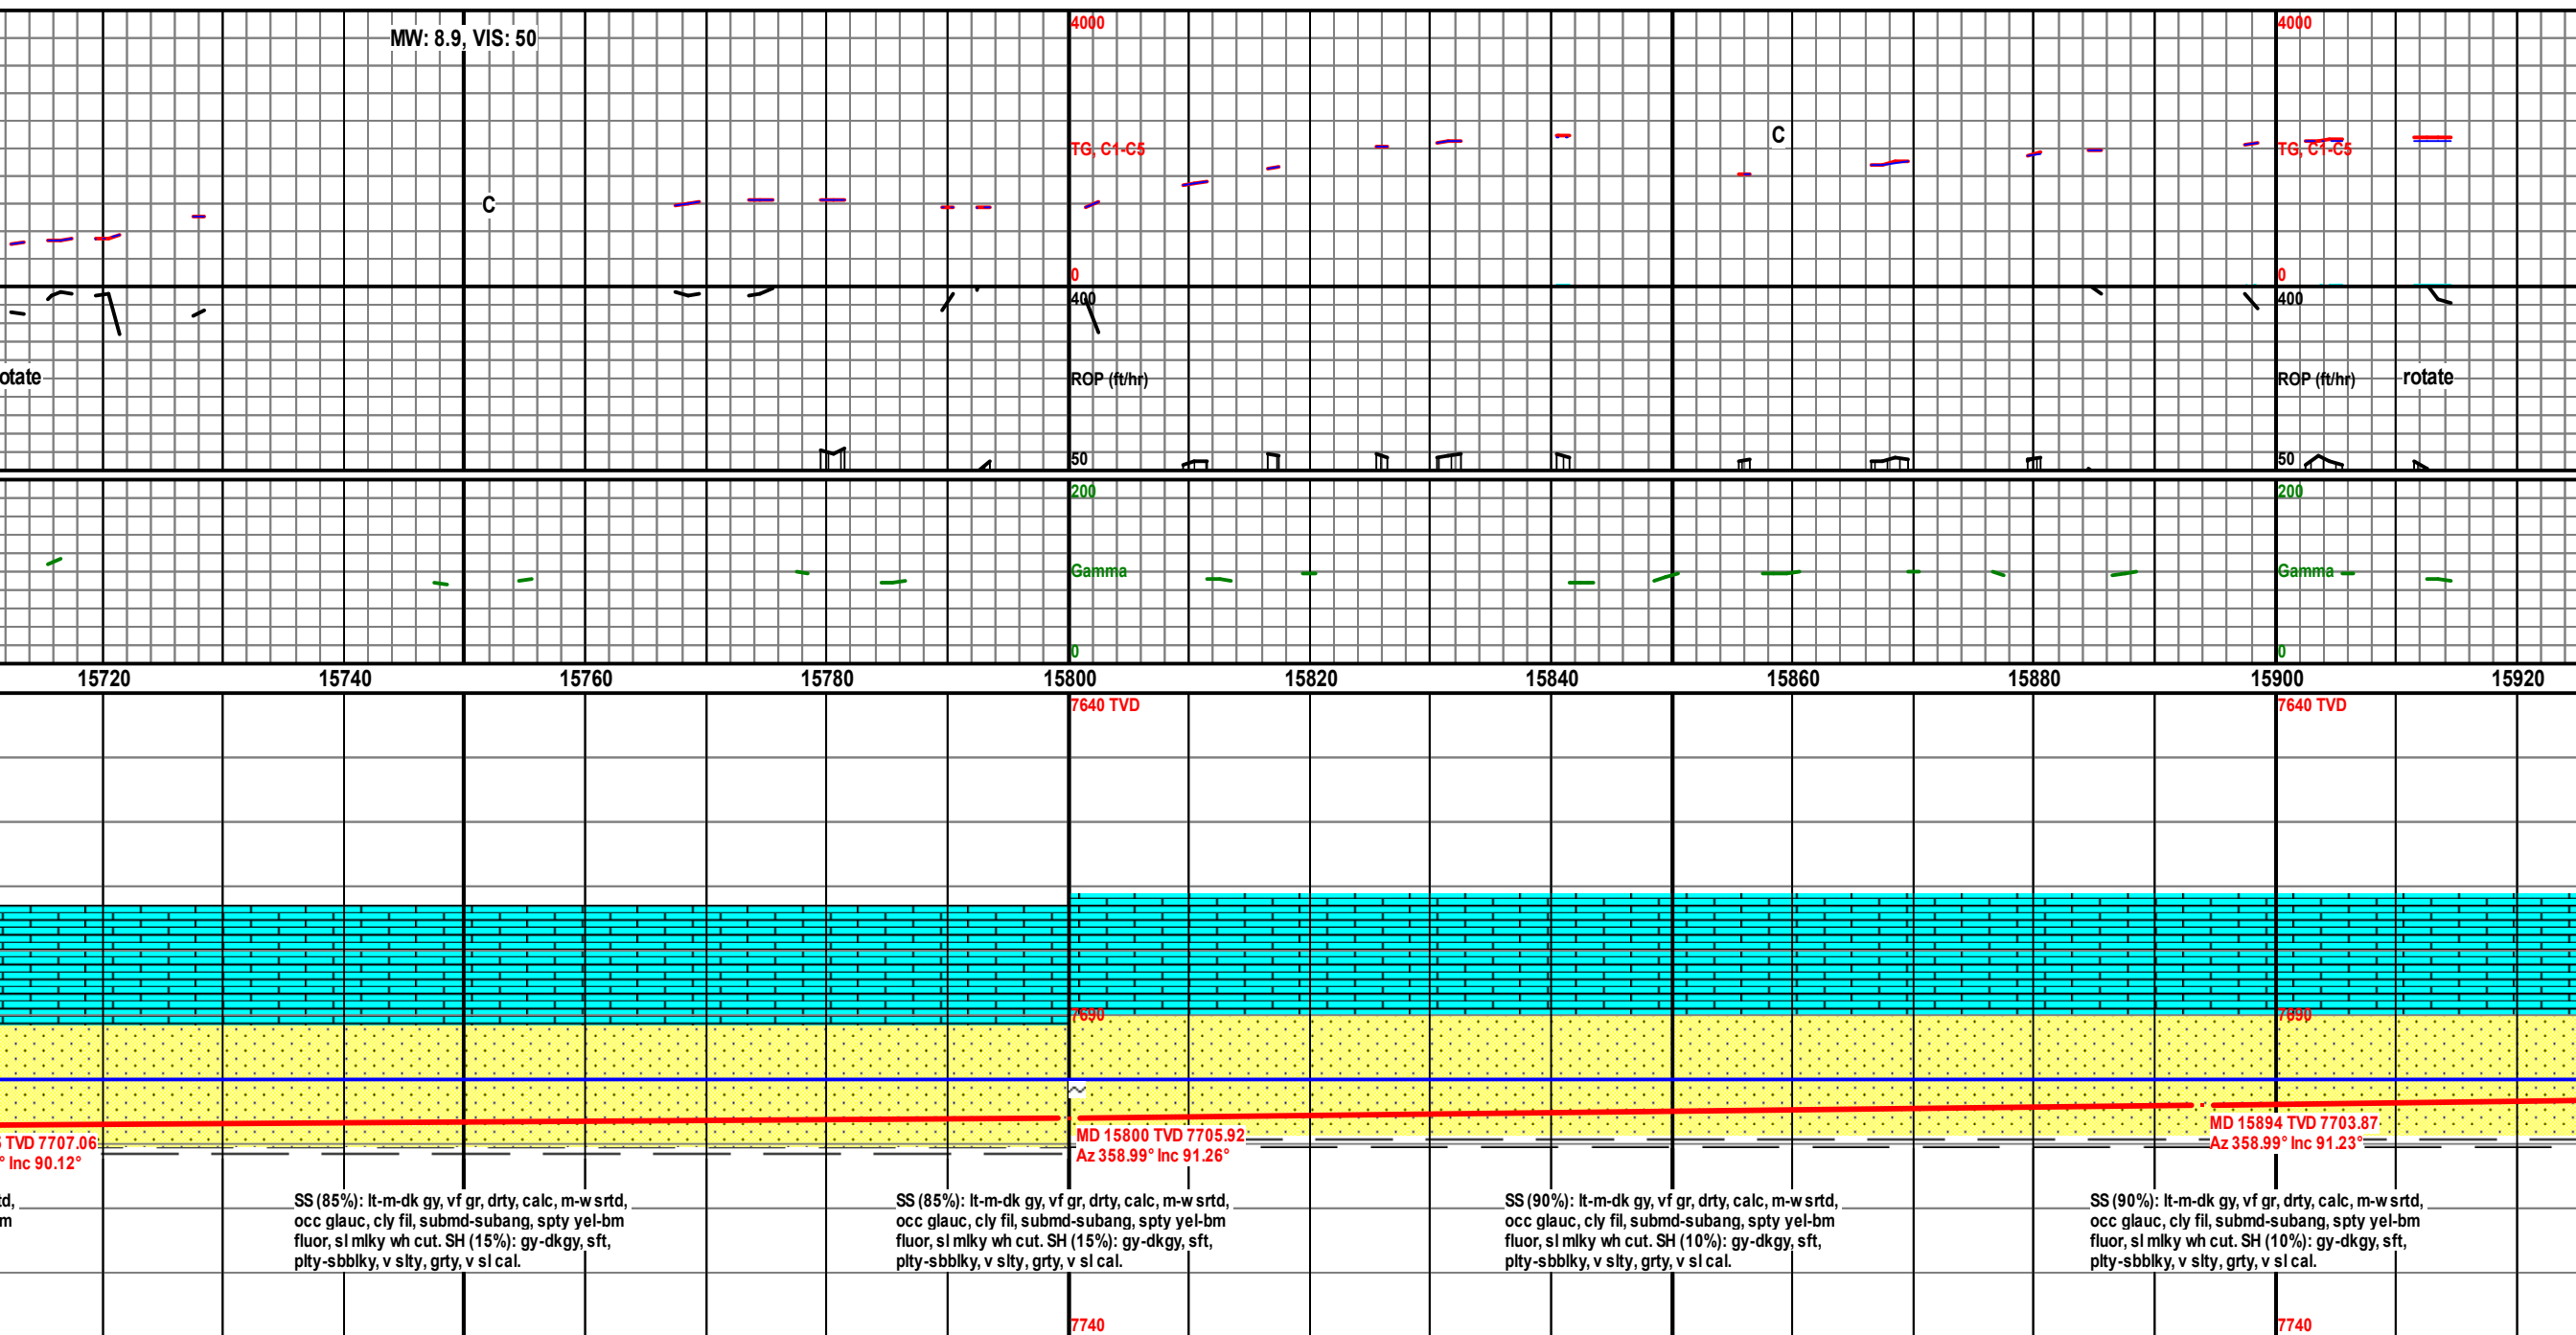 MW: 8.9, VIS: 50
4000
4000
C
TG, C1-C5
C
TG, C1-C5
0
0
400
400
otate
ROP (ft/hr)
ROP (ft/hr)
rotate
50
50
200
200
Gamma
Gamma
0
0
15720
15740
15760
15780
15800
15820
15840
15860
15880
15900
15920
7640 TVD
7640 TVD
7690
7690
TVD 7707.06
° Inc 90.12°
MD 15800 TVD 7705.92
Az 358.99° Inc 91.26°
MD 15894 TVD 7703.87
Az 358.99° Inc 91.23°
td,
m
SS (85%): lt-m-dk gy, vf gr, drty, calc, m-w srtd,
occ glauc, cly fil, submd-subang, spty yel-brn
fluor, sl mlky wh cut. SH (15%): gy-dkgy, sft,
plty-sbblky, v slty, grty, v sl cal.
SS (85%): lt-m-dk gy, vf gr, drty, calc, m-w srtd,
occ glauc, cly fil, submd-subang, spty yel-brn
fluor, sl mlky wh cut. SH (15%): gy-dkgy, sft,
plty-sbblky, v slty, grty, v sl cal.
SS (90%): lt-m-dk gy, vf gr, drty, calc, m-w srtd,
occ glauc, cly fil, submd-subang, spty yel-brn
fluor, sl mlky wh cut. SH (10%): gy-dkgy, sft,
plty-sbblky, v slty, grty, v sl cal.
SS (90%): lt-m-dk gy, vf gr, drty, calc, m-w srtd,
occ glauc, cly fil, submd-subang, spty yel-brn
fluor, sl mlky wh cut. SH (10%): gy-dkgy, sft,
plty-sbblky, v slty, grty, v sl cal.
7740
7740